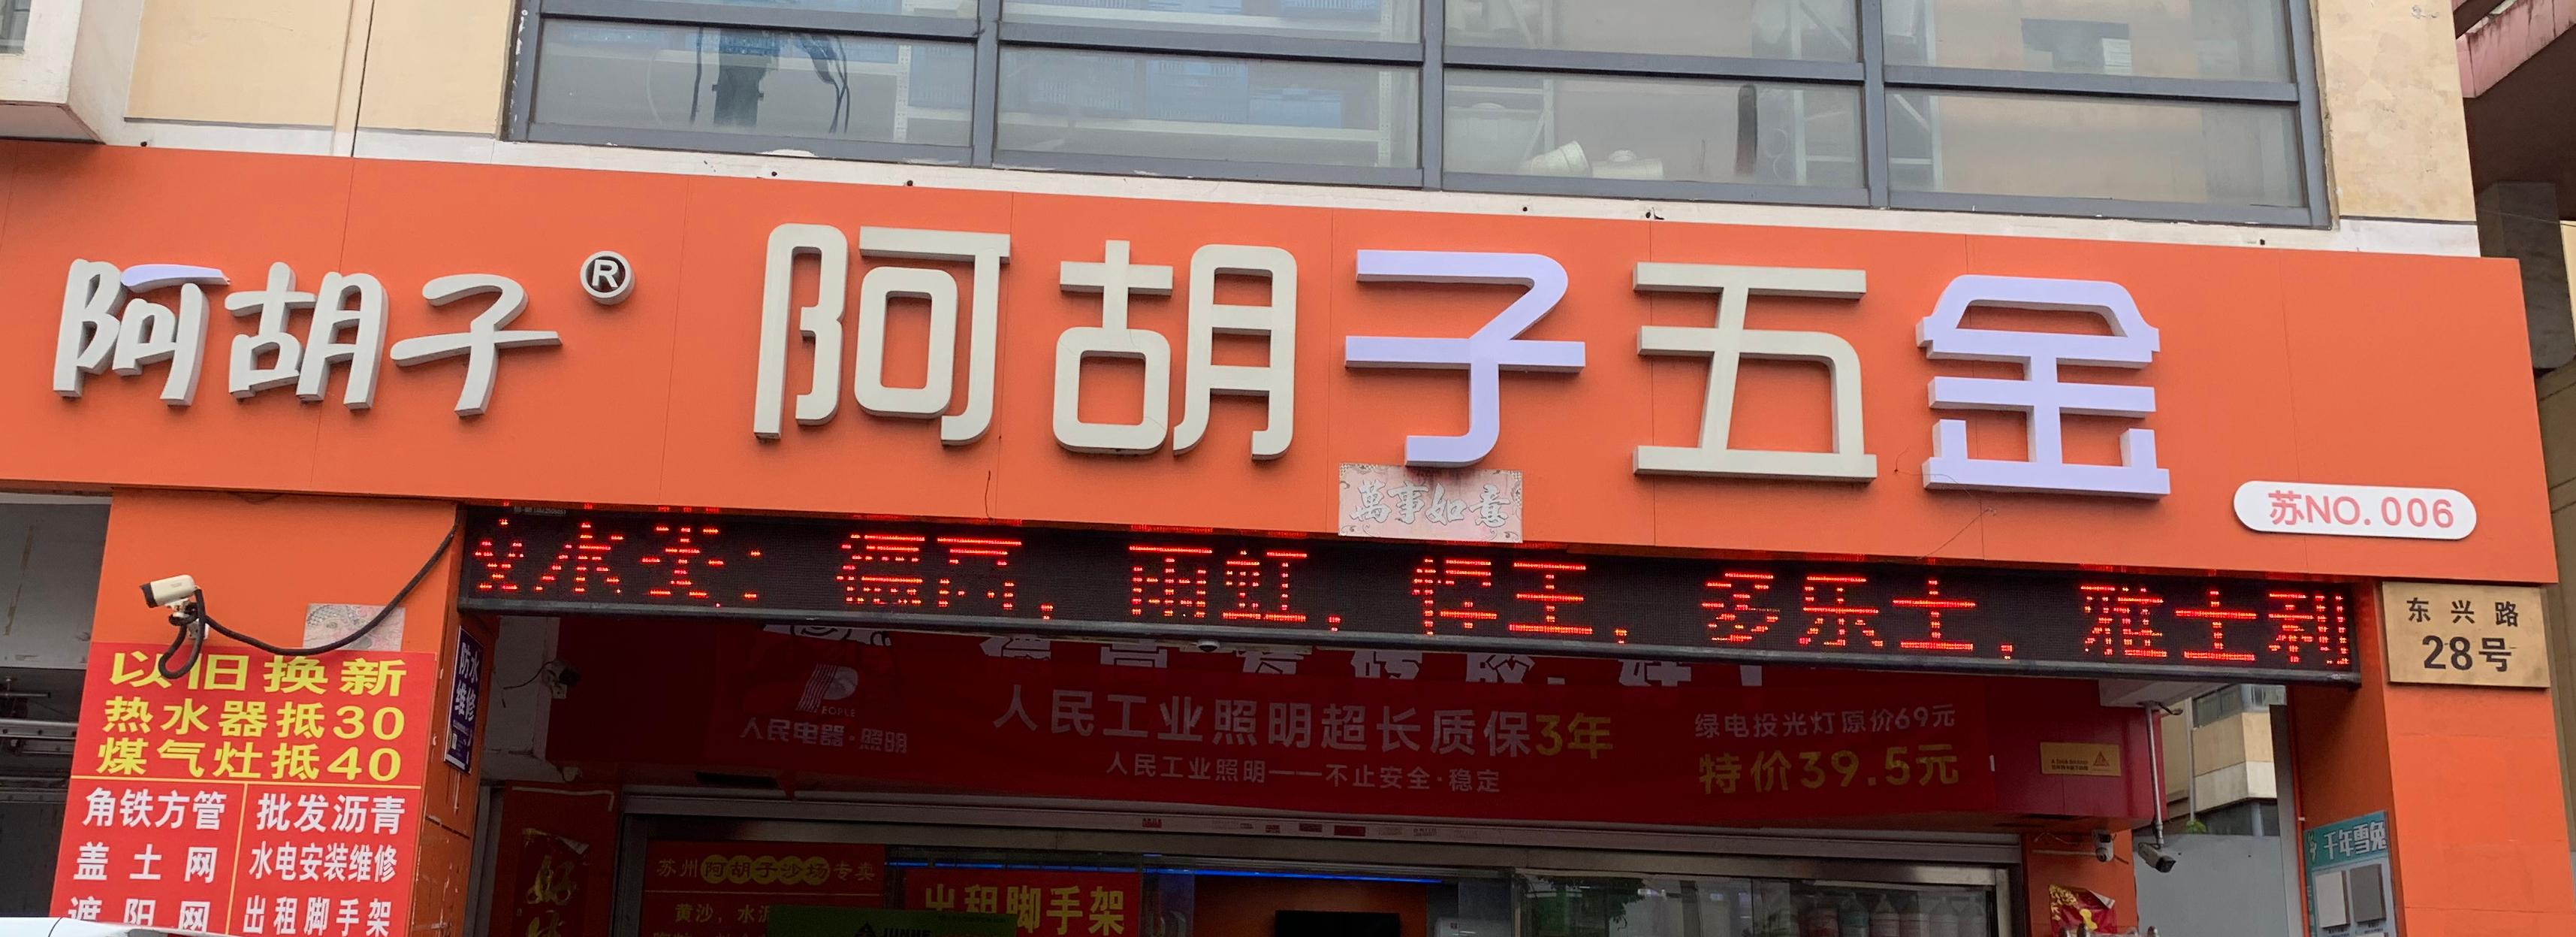 阿胡子®
阿胡子五金
苏NO.006
萬事如意
水类：德高，雨虹，悍王，多乐士，雅士利
东兴路
28号
以旧换新
热水器抵30
煤气灶抵40
角铁方管
盖土网
遮阳网
批发沥青
水电安装维修
出租脚手架
防水
维修
PEOPLE
人民电器·照明
人民工业照明超长质保3年
人民工业照明——不止安全·稳定
绿电投光灯原价69元
特价39.5元
苏州阿胡子沙场专卖
黄沙，水泥
出租脚手架
千年雪兔